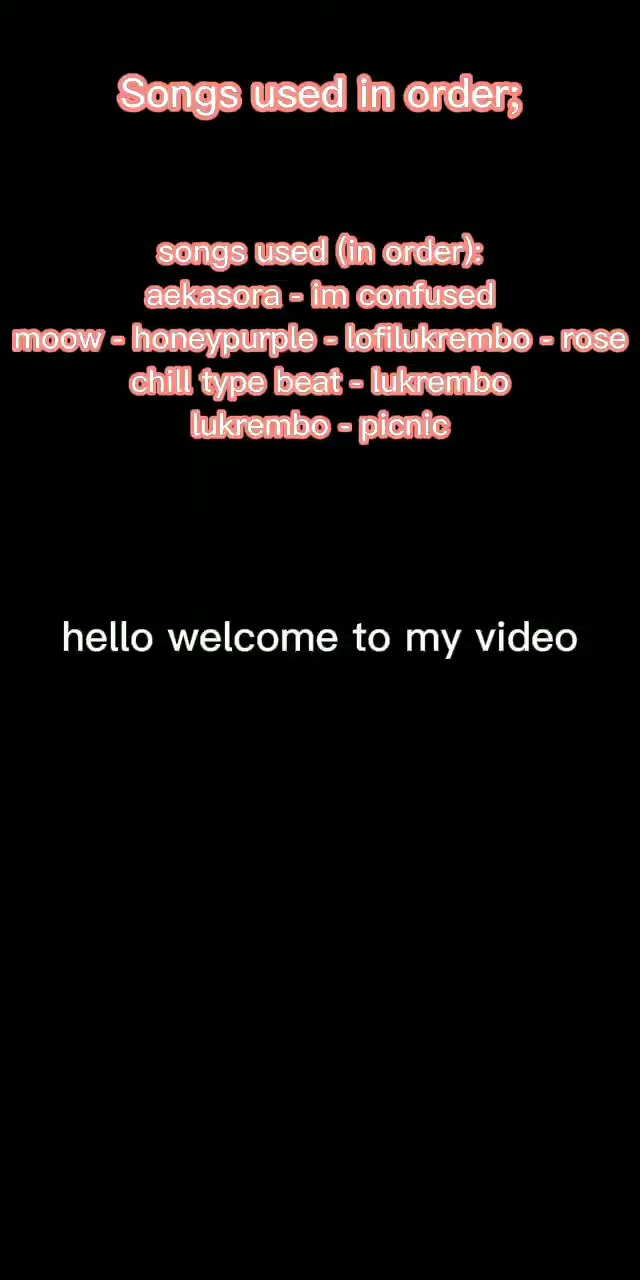 Songs used in order;
songs used (in order):
aekasora - im confused
moow - honeypurple - lofilukrembo - rose
chill type beat - lukrembo
lukrembo - picnic
hello welcome to my video